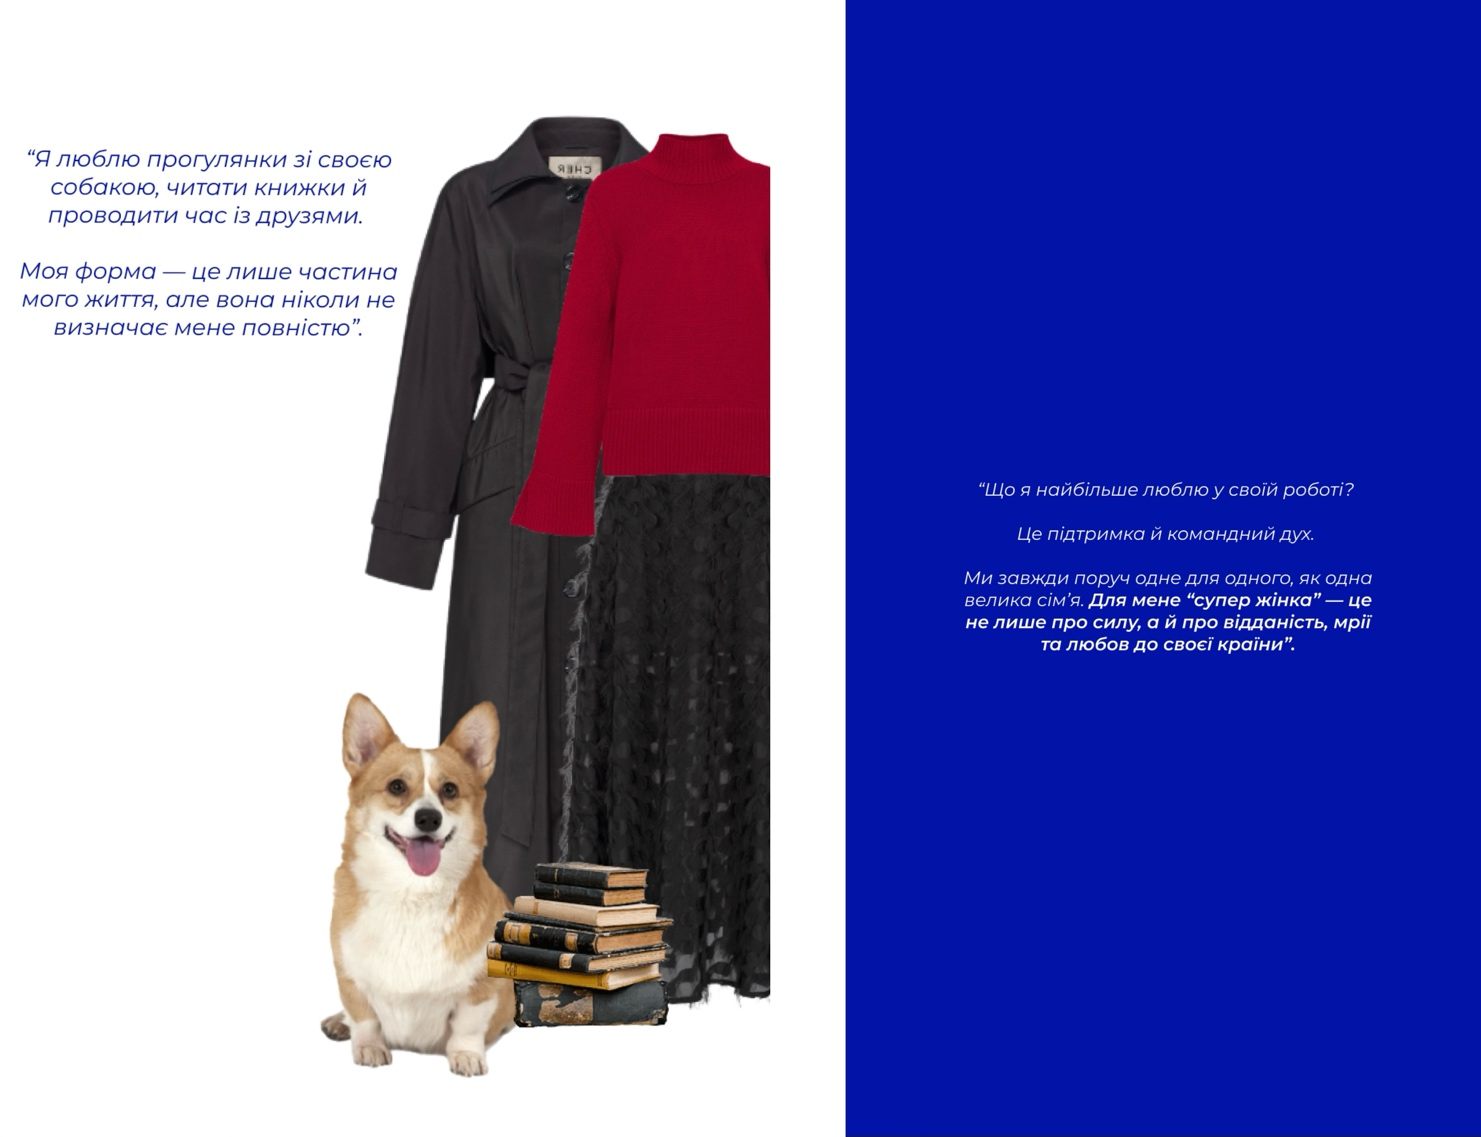 “Я люблю прогулянки зі своєю
собакою, читати книжки й
проводити час із друзями.
Моя форма — це лише частина
мого життя, але вона ніколи не
визначає мене повністю”.
CHER
“Що я найбільше люблю у своїй роботі?
Це підтримка й командний дух.
Ми завжди поруч одне для одного, як одна
велика сім’я. Для мене “супер жінка” — це
не лише про силу, а й про відданість, мрії
та любов до своєї країни”.